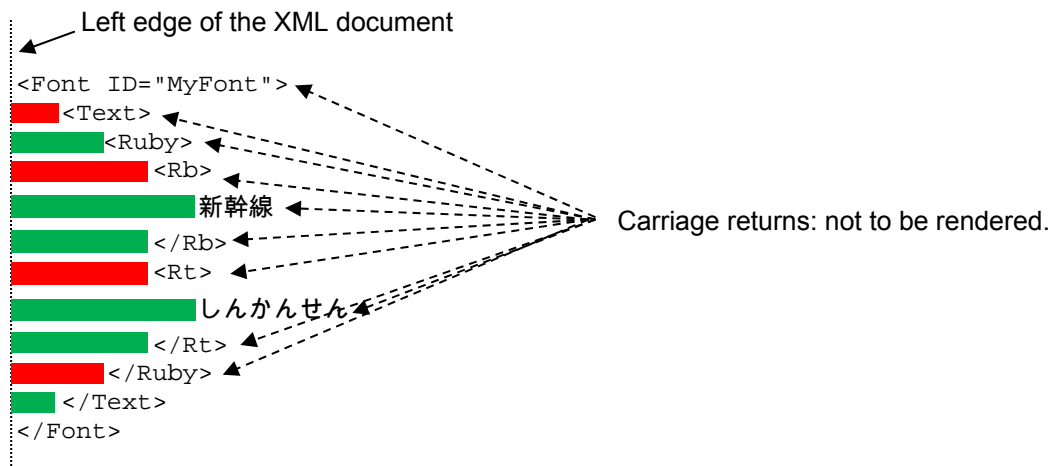 Left edge of the XML document
<Font ID="MyFont">
<Text>
<Ruby>
<Rb>
新幹線
Carriage returns: not to be rendered.
</Rb>
<Rt>
しんかんせん
</Rt>
</Ruby>
</Text>
</Font>